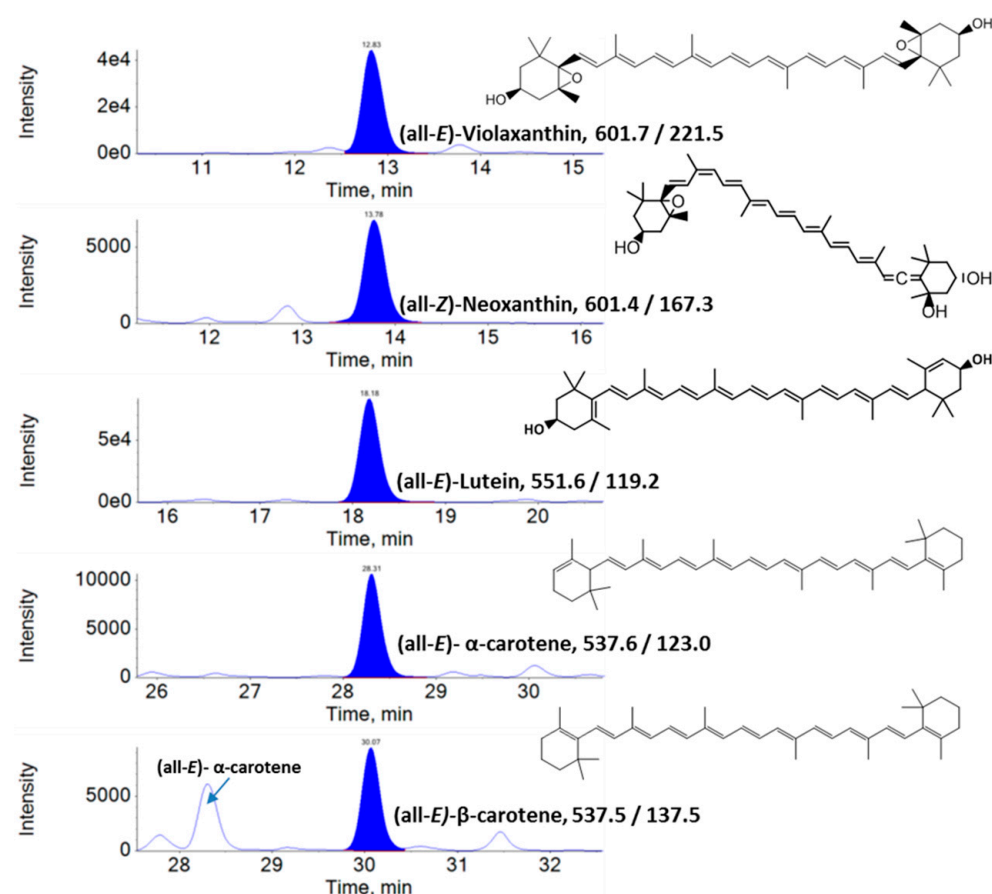 12.83
4e4
2e4
0e0
Intensity
11 12 13 14 15
Time, min
(all-E)-Violaxanthin, 601.7 / 221.5
HO
O
O
OH
13.78
5000
0
Intensity
12 13 14 15 16
Time, min
(all-Z)-Neoxanthin, 601.4 / 167.3
O
HO
C
IOH
OH
18.18
5e4
0e0
Intensity
16 17 18 19 20
Time, min
(all-E)-Lutein, 551.6 / 119.2
HO
OH
28.31
10000
5000
0
Intensity
26 27 28 29 30
Time, min
(all-E)- α-carotene, 537.6 / 123.0
30.07
(all-E)- α-carotene
5000
0
Intensity
28 29 30 31 32
Time, min
(all-E)-β-carotene, 537.5 / 137.5